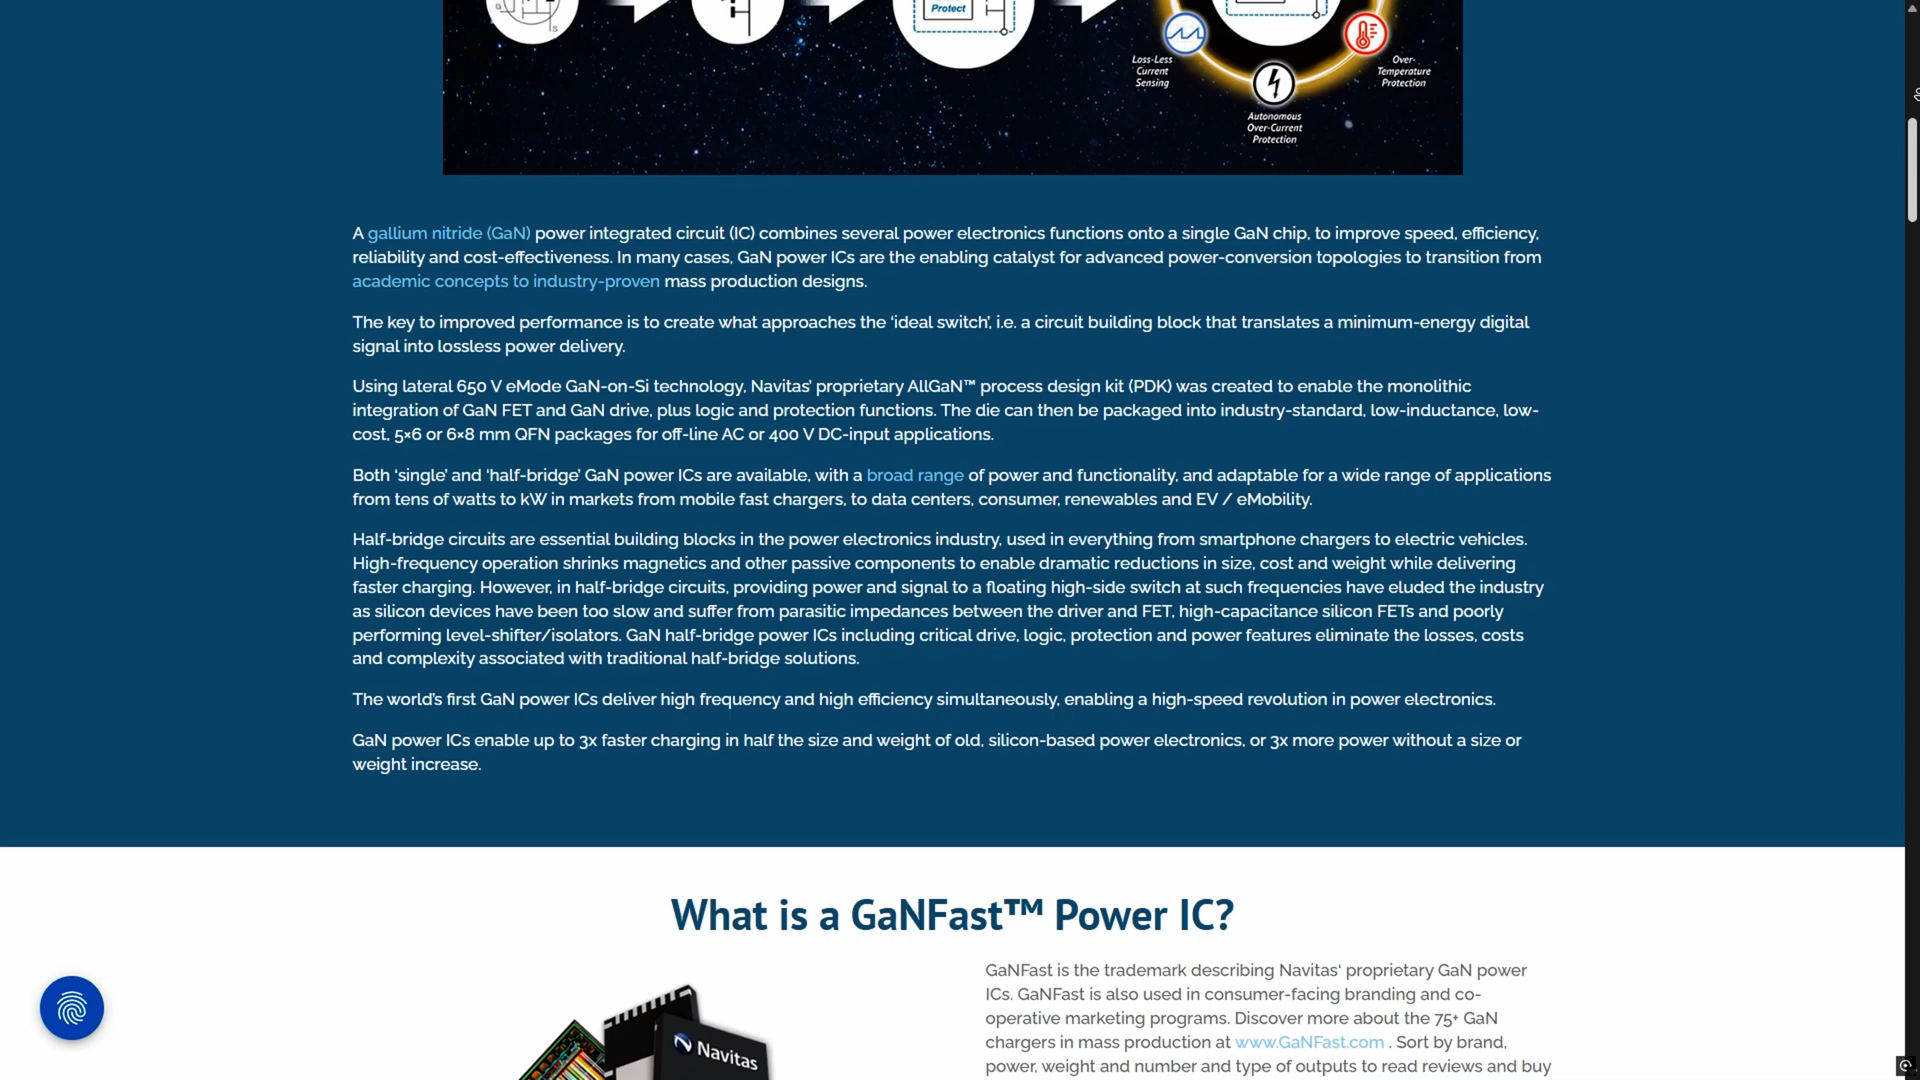 Protect
Loss-Less
Current
Sensing
Over-
Temperature
Protection
Autonomous
Over-Current
Protection
A gallium nitride (GaN) power integrated circuit (IC) combines several power electronics functions onto a single GaN chip, to improve speed, efficiency,
reliability and cost-effectiveness. In many cases, GaN power ICs are the enabling catalyst for advanced power-conversion topologies to transition from
academic concepts to industry-proven mass production designs.
The key to improved performance is to create what approaches the ‘ideal switch’, i.e. a circuit building block that translates a minimum-energy digital
signal into lossless power delivery.
Using lateral 650 V eMode GaN-on-Si technology, Navitas’ proprietary AllGaN™ process design kit (PDK) was created to enable the monolithic
integration of GaN FET and GaN drive, plus logic and protection functions. The die can then be packaged into industry-standard, low-inductance, low-
cost, 5×6 or 6×8 mm QFN packages for off-line AC or 400 V DC-input applications.
Both ‘single’ and ‘half-bridge’ GaN power ICs are available, with a broad range of power and functionality, and adaptable for a wide range of applications
from tens of watts to kW in markets from mobile fast chargers, to data centers, consumer, renewables and EV / eMobility.
Half-bridge circuits are essential building blocks in the power electronics industry, used in everything from smartphone chargers to electric vehicles.
High-frequency operation shrinks magnetics and other passive components to enable dramatic reductions in size, cost and weight while delivering
faster charging. However, in half-bridge circuits, providing power and signal to a floating high-side switch at such frequencies have eluded the industry
as silicon devices have been too slow and suffer from parasitic impedances between the driver and FET, high-capacitance silicon FETs and poorly
performing level-shifter/isolators. GaN half-bridge power ICs including critical drive, logic, protection and power features eliminate the losses, costs
and complexity associated with traditional half-bridge solutions.
The world’s first GaN power ICs deliver high frequency and high efficiency simultaneously, enabling a high-speed revolution in power electronics.
GaN power ICs enable up to 3x faster charging in half the size and weight of old, silicon-based power electronics, or 3x more power without a size or
weight increase.
What is a GaNFast™ Power IC?
GaNFast is the trademark describing Navitas‘ proprietary GaN power
ICs. GaNFast is also used in consumer-facing branding and co-
operative marketing programs. Discover more about the 75+ GaN
chargers in mass production at www.GaNFast.com . Sort by brand,
power, weight and number and type of outputs to read reviews and buy
Navitas